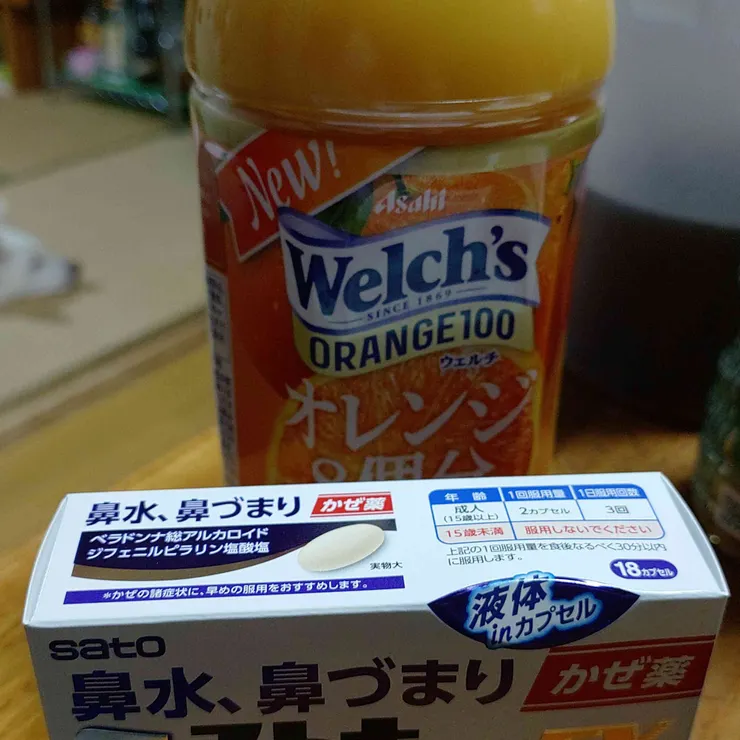 New!
Asahi
Welch's
SINCE 1869
ORANGE100
ウェルチ
オレンジ
鼻水、鼻づまり かぜ薬
ベラドンナ総アルカロイド
ジフェニルピラリン塩酸塩
実物大
*かぜの諸症状に、早めの服用をおすすめします。
年齢 1回服用量 1日服用回数
成人
(15歳以上) 2カプセル 3回
15歳未満 服用しないでください
上記の1回服用量を食後なるべく30分以内
に服用します。
18カプセル
液体
inカプセル
sato
鼻水、鼻づまり かぜ薬